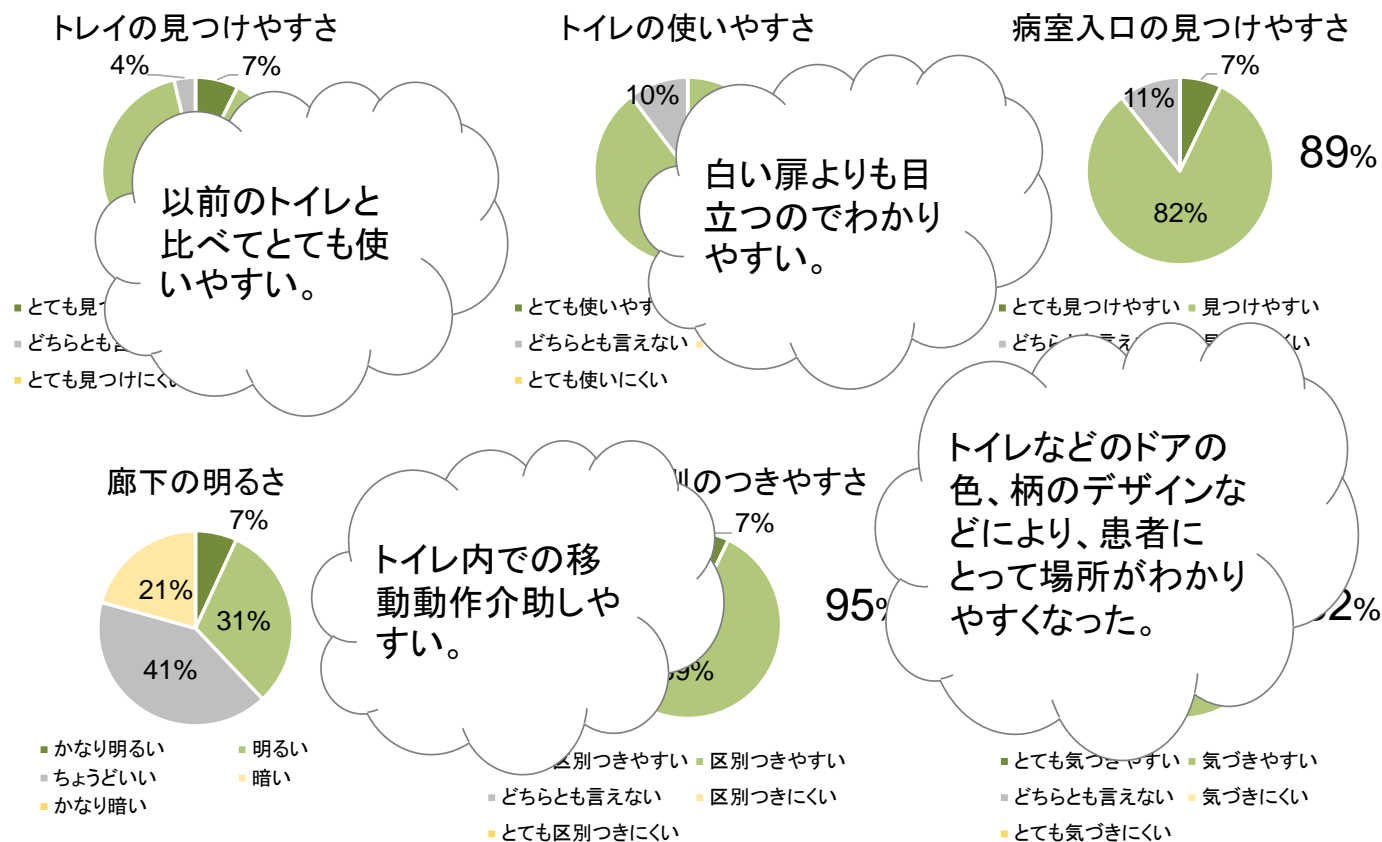 トレイの見つけやすさ
4%
7%
以前のトイレと
比べてとても使
いやすい。
とても見
どちらとも
とても見つけにくい
トイレの使いやすさ
10%
白い扉よりも目
立つのでわかり
やすい。
とても使いやす
どちらとも言えない
とても使いにくい
病室入口の見つけやすさ
7%
11%
82%
89%
とても見つけやすい
見つけやすい
どちら
トイレなどのドアの
色、柄のデザインな
どにより、患者に
とって場所がわかり
やすくなった。
廊下の明るさ
7%
21%
31%
41%
かなり明るい
明るい
ちょうどいい
暗い
かなり暗い
トイレ内での移
動動作介助しや
すい。
のつきやすさ
7%
9%
95%
区別つきやすい
区別つきやすい
どちらとも言えない
区別つきにくい
とても区別つきにくい
2%
とても気づきやすい
気づきやすい
どちらとも言えない
気づきにくい
とても気づきにくい